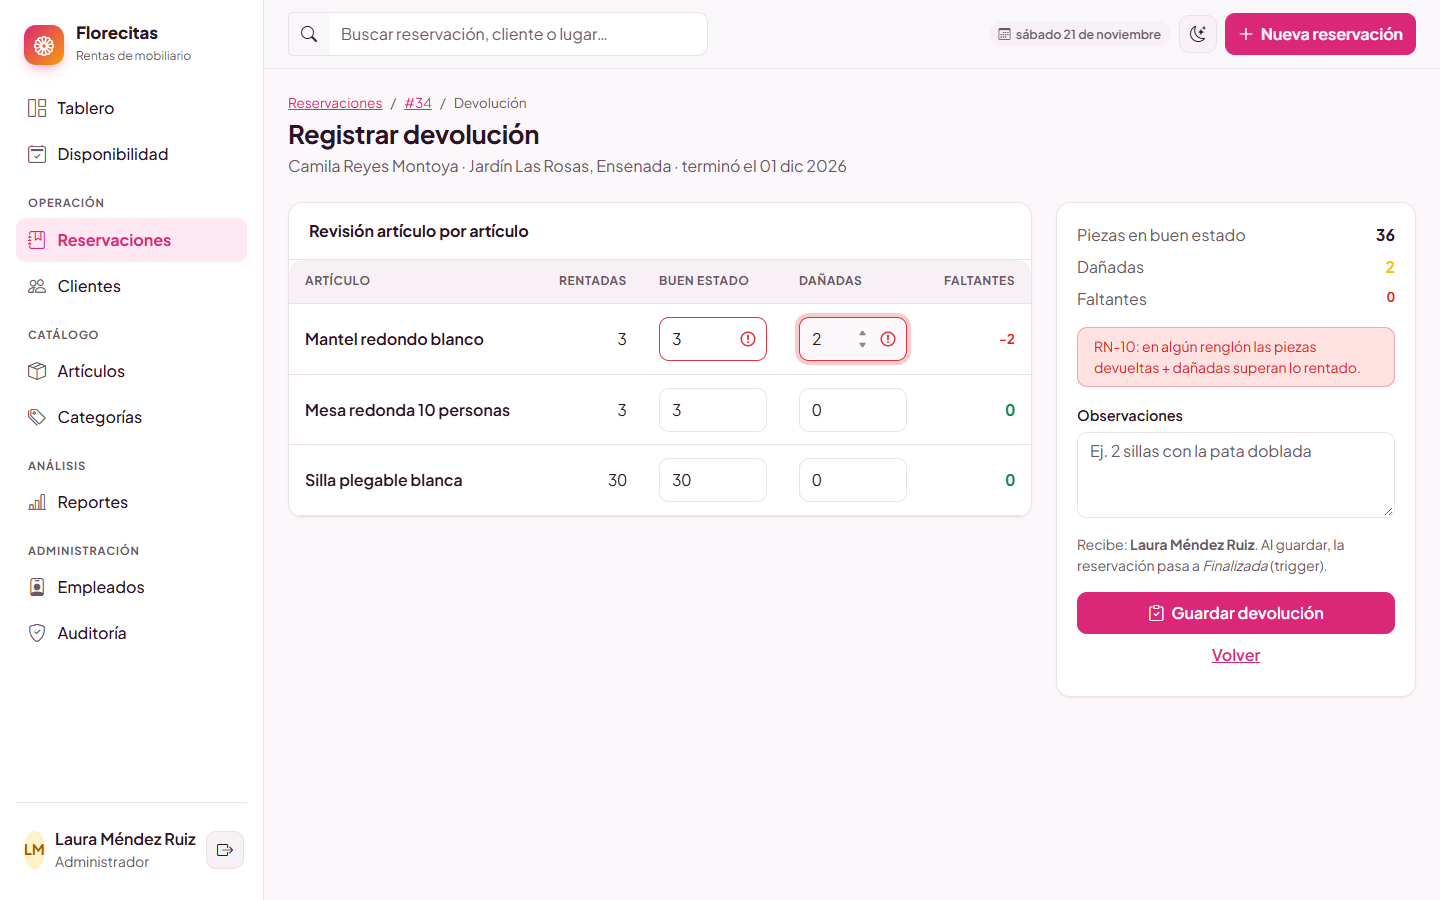 Florecitas
Rentas de mobiliario
Tablero
Disponibilidad
OPERACIÓN
Reservaciones
Clientes
CATÁLOGO
Artículos
Categorías
ANÁLISIS
Reportes
ADMINISTRACIÓN
Empleados
Auditoría
LM
Laura Méndez Ruiz
Administrador
Buscar reservación, cliente o lugar...
sábado 21 de noviembre
Nueva reservación
Reservaciones / #34 / Devolución
Registrar devolución
Camila Reyes Montoya · Jardín Las Rosas, Ensenada · terminó el 01 dic 2026
Revisión artículo por artículo
ARTÍCULO RENTADAS BUEN ESTADO DAÑADAS FALTANTES
Mantel redondo blanco 3 3 2 -2
Mesa redonda 10 personas 3 3 0 0
Silla plegable blanca 30 30 0 0
Piezas en buen estado 36
Dañadas 2
Faltantes 0
RN-10: en algún renglón las piezas
devueltas + dañadas superan lo rentado.
Observaciones
Ej. 2 sillas con la pata doblada
Recibe: Laura Méndez Ruiz. Al guardar, la
reservación pasa a Finalizada (trigger).
Guardar devolución
Volver